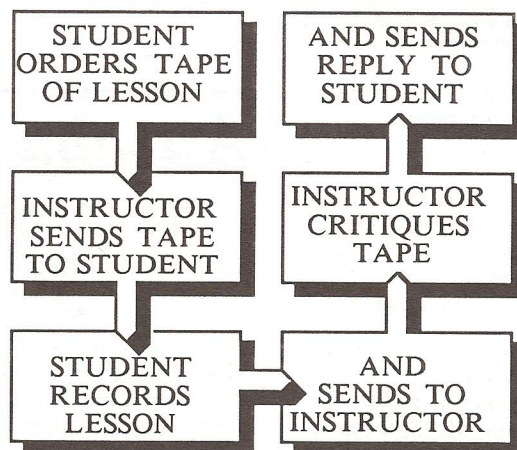 STUDENT
ORDERS TAPE
OF LESSON
INSTRUCTOR
SENDS TAPE
TO STUDENT
STUDENT
RECORDS
LESSON
AND
SENDS TO
INSTRUCTOR
INSTRUCTOR
CRITIQUES
TAPE
AND SENDS
REPLY TO
STUDENT